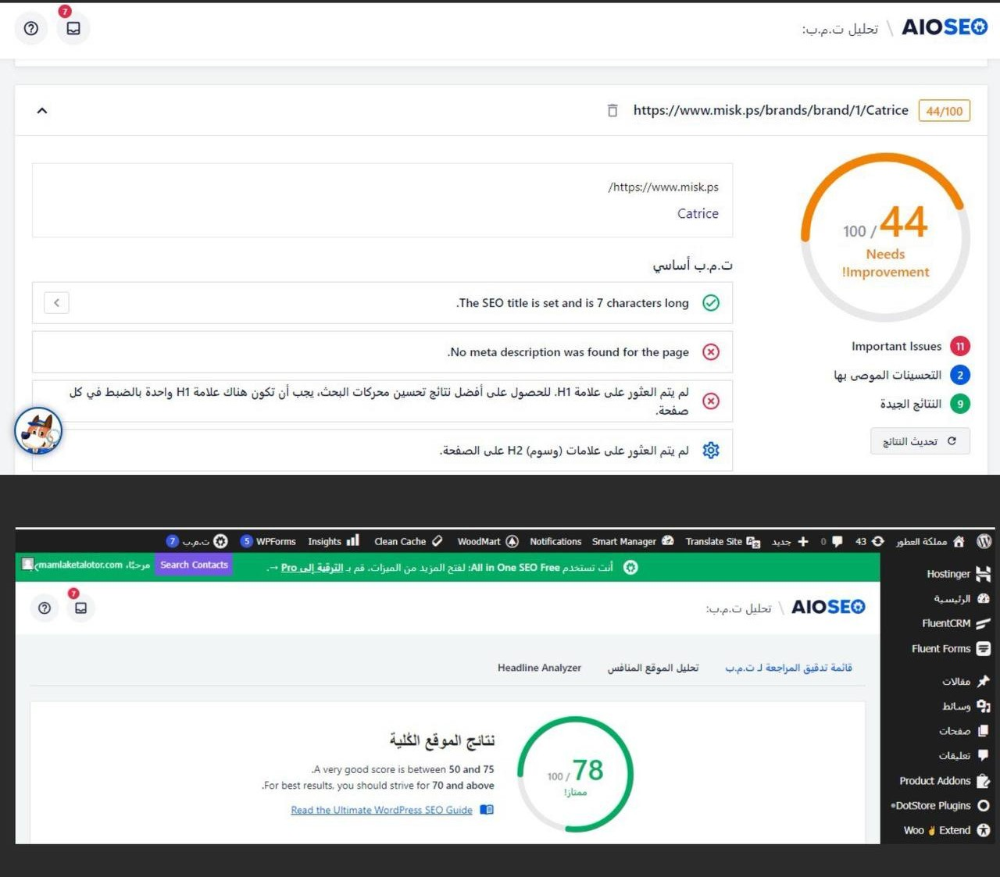 AIOSEO \ تحليل ت.م.ب:
7
https://www.misk.ps/brands/brand/1/Catrice 44/100
/https://www.misk.ps
Catrice
100 / 44
Needs
!Improvement
Important Issues 11
التحسينات الموصى بها 2
النتائج الجيدة 9
تحديث النتائج
ت.م.ب أساسي
.The SEO title is set and is 7 characters long
.No meta description was found for the page
لم يتم العثور على علامة H1. للحصول على أفضل نتائج تحسين محركات البحث، يجب أن تكون هناك علامة H1 واحدة بالضبط في كل
صفحة.
لم يتم العثور على علامات (وسوم) H2 على الصفحة.
مملكة العطور 43 0 جديد Translate Site Smart Manager Notifications WoodMart Clean Cache Insights WPForms 5 ت.م.ب 7
أنت تستخدم All in One SEO Free: لفتح المزيد من الميزات، قم بـ الترقية إلى Pro →.
Search Contacts
مرحبًا، mamlaketalotor.com
Hostinger
الرئيسية
FluentCRM
Fluent Forms
مقالات
وسائط
صفحات
تعليقات
Product Addons
DotStore Plugins
Woo ✌ Extend
AIOSEO \ تحليل ت.م.ب:
7
قائمة تدقيق المراجعة لـ ت.م.ب تحليل الموقع المنافس Headline Analyzer
100 / 78
ممتاز!
نتائج الموقع الكُلية
.A very good score is between 50 and 75
.For best results, you should strive for 70 and above
Read the Ultimate WordPress SEO Guide